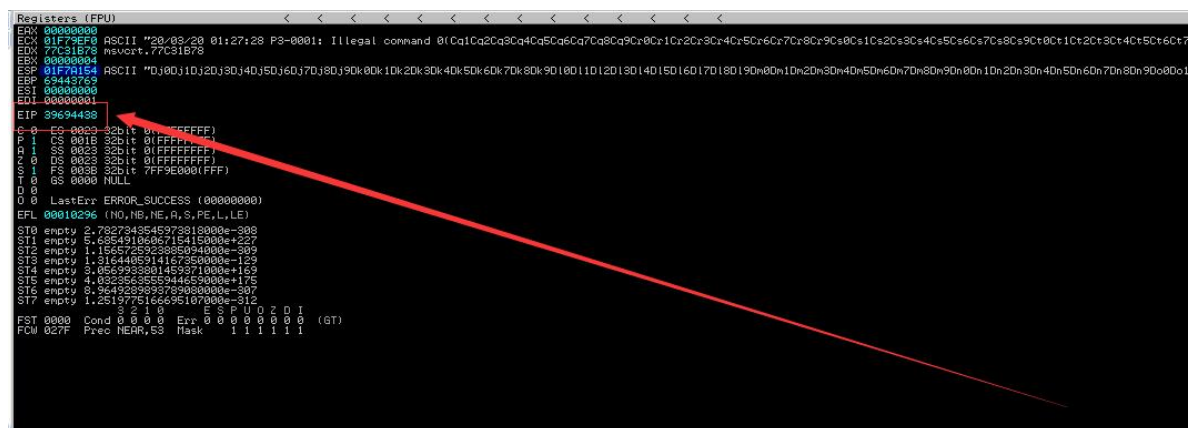 Registers (FPU) < < < < < < < < < < < < <
EAX 00000000
ECX 01F79EF0 ASCII "20/03/20 01:27:28 P3-0001: Illegal command 0(Cq1Cq2Cq3Cq4Cq5Cq6Cq7Cq8Cq9Cr0Cr1Cr2Cr3Cr4Cr5Cr6Cr7Cr8Cr9Cs0Cs1Cs2Cs3Cs4Cs5Cs6Cs7Cs8Cs9Ct0Ct1Ct2Ct3Ct4Ct5Ct6Ct7
EDX 77C31B78 msvcrt.77C31B78
EBX 00000004
ESP 01F7A154 ASCII "Dj0Dj1Dj2Dj3Dj4Dj5Dj6Dj7Dj8Dj9Dk0Dk1Dk2Dk3Dk4Dk5Dk6Dk7Dk8Dk9Dl0Dl1Dl2Dl3Dl4Dl5Dl6Dl7Dl8Dl9Dm0Dm1Dm2Dm3Dm4Dm5Dm6Dm7Dm8Dm9Dn0Dn1Dn2Dn3Dn4Dn5Dn6Dn7Dn8Dn9Do0Do1
EBP 69443769
ESI 00000000
EDI 00000001
EIP 39694438
C 0 ES 0023 32bit 0(FFFFFFFF)
P 1 CS 001B 32bit 0(FFFFFFFF)
A 1 SS 0023 32bit 0(FFFFFFFF)
Z 0 DS 0023 32bit 0(FFFFFFFF)
S 1 FS 003B 32bit 7FF9E000(FFF)
T 0 GS 0000 NULL
D 0
O 0 LastErr ERROR_SUCCESS (00000000)
EFL 00010296 (NO,NB,NE,A,S,PE,L,LE)
ST0 empty 2.7827343545973818000e-308
ST1 empty 5.6854910606715415000e+227
ST2 empty 1.1565725923885094000e-309
ST3 empty 1.3164405914167350000e-129
ST4 empty 3.0569933801459371000e+169
ST5 empty 4.0323563555944659000e+175
ST6 empty 8.9649289893789080000e-307
ST7 empty 1.2519775166695107000e-312
3 2 1 0 E S P U O Z D I
FST 0000 Cond 0 0 0 0 Err 0 0 0 0 0 0 0 0 (GT)
FCW 027F Prec NEAR,53 Mask 1 1 1 1 1 1